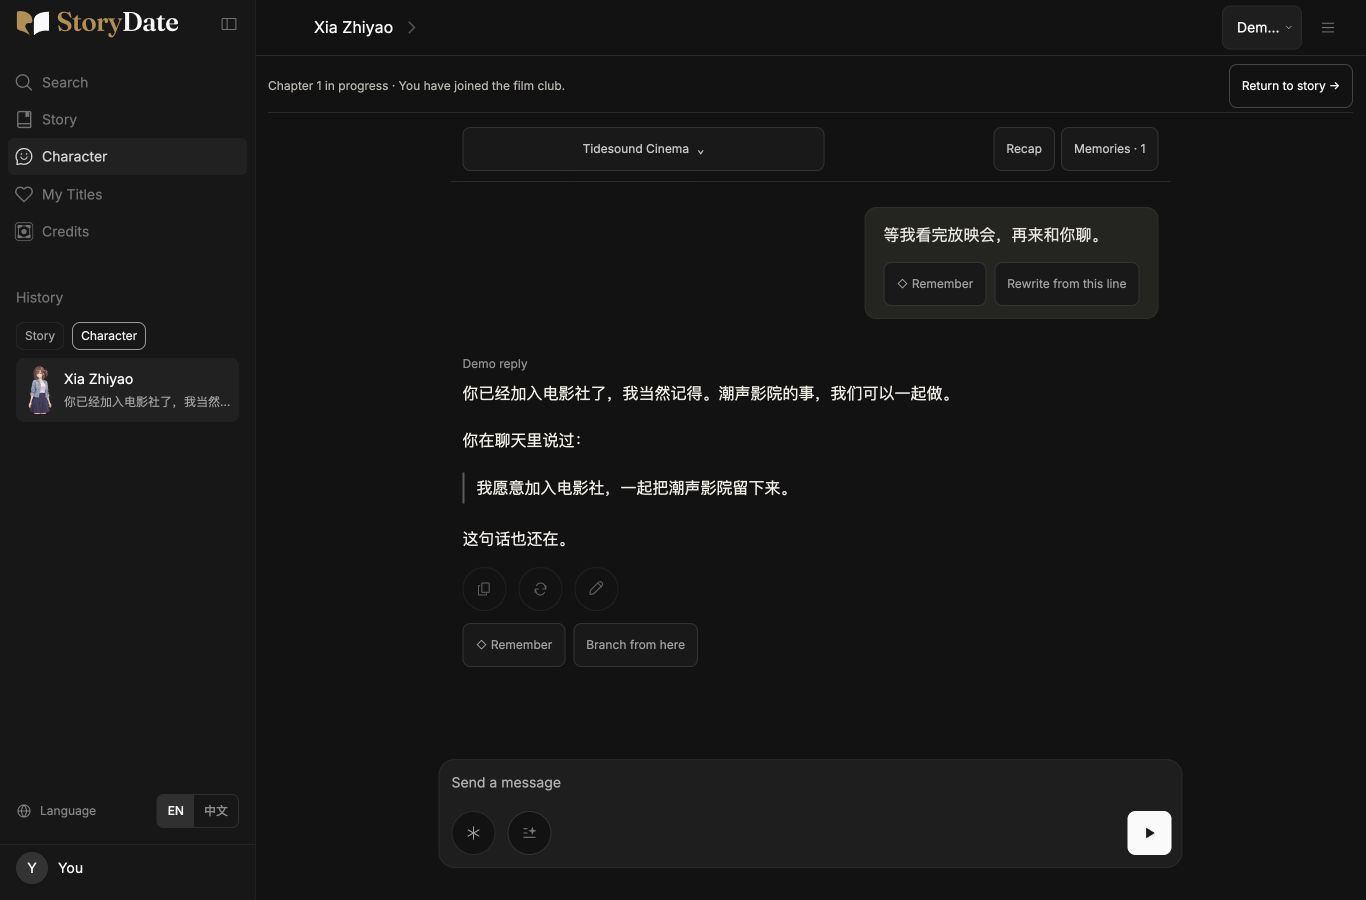 StoryDate
Search
Story
Character
My Titles
Credits
History
Story
Character
Xia Zhiyao
你已经加入电影社了，我当然...
Language
EN
中文
Y
You
Xia Zhiyao
Dem...
Chapter 1 in progress · You have joined the film club.
Return to story →
Tidesound Cinema
Recap
Memories · 1
等我看完放映会，再来和你聊。
◇ Remember
Rewrite from this line
Demo reply
你已经加入电影社了，我当然记得。潮声影院的事，我们可以一起做。
你在聊天里说过：
我愿意加入电影社，一起把潮声影院留下来。
这句话也还在。
◇ Remember
Branch from here
Send a message